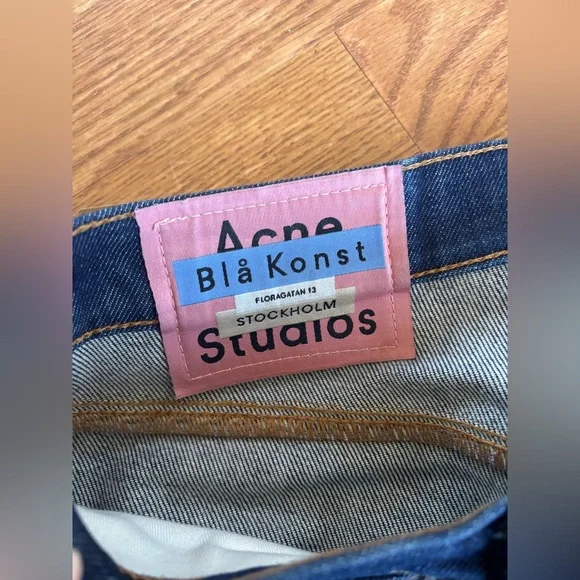 Acne
Blå Konst
FLORAGATAN 13
STOCKHOLM
Studios